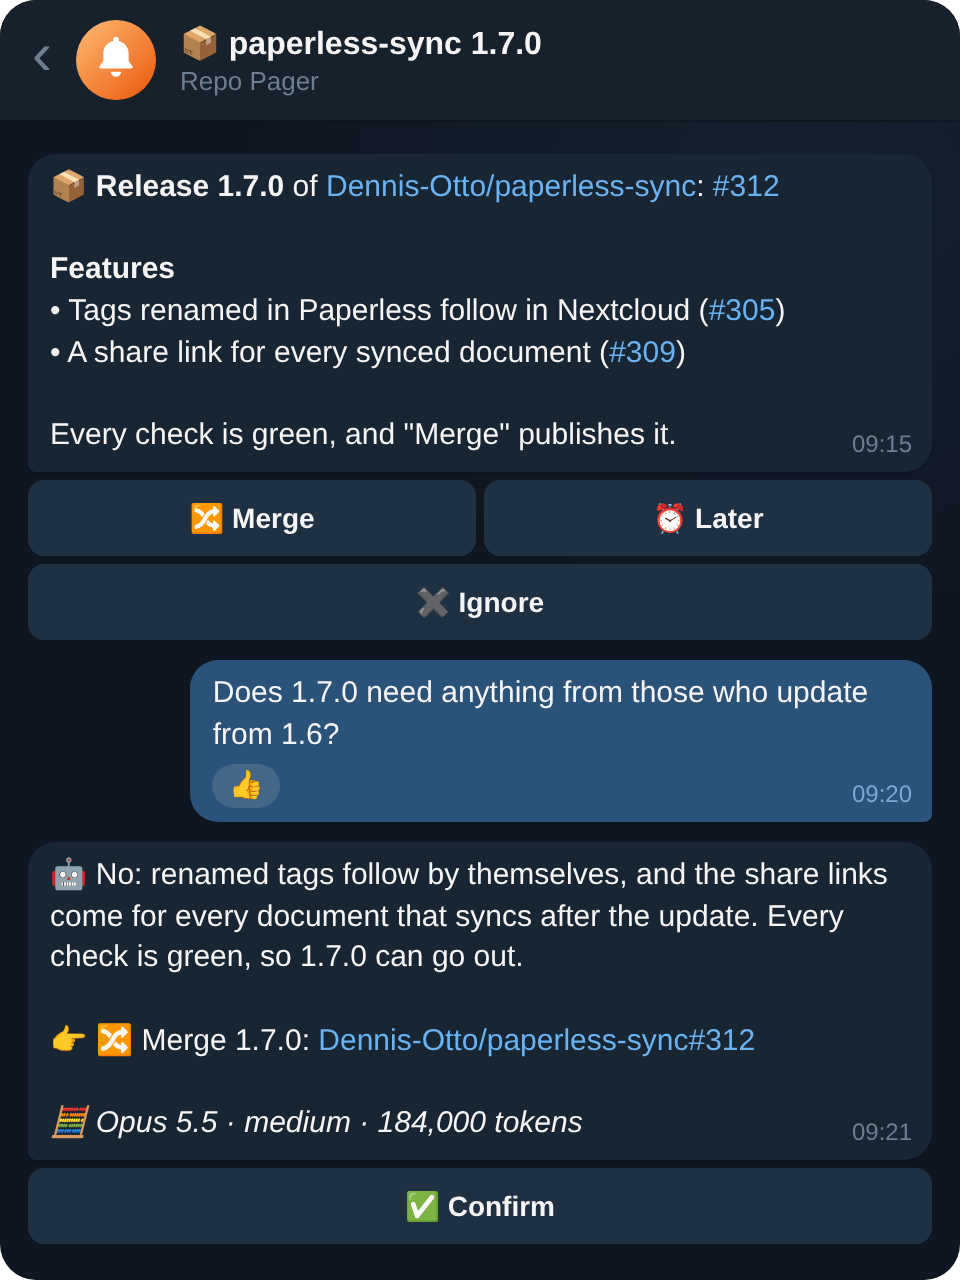 📦 paperless-sync 1.7.0
Repo Pager
📦 Release 1.7.0 of Dennis-Otto/paperless-sync: #312
Features
• Tags renamed in Paperless follow in Nextcloud (#305)
• A share link for every synced document (#309)
Every check is green, and "Merge" publishes it.
09:15
🔀 Merge
⏰ Later
✖️ Ignore
Does 1.7.0 need anything from those who update
from 1.6?
👍
09:20
🤖 No: renamed tags follow by themselves, and the share links
come for every document that syncs after the update. Every
check is green, so 1.7.0 can go out.
👉 🔀 Merge 1.7.0: Dennis-Otto/paperless-sync#312
🧮 Opus 5.5 · medium · 184,000 tokens
09:21
✅ Confirm